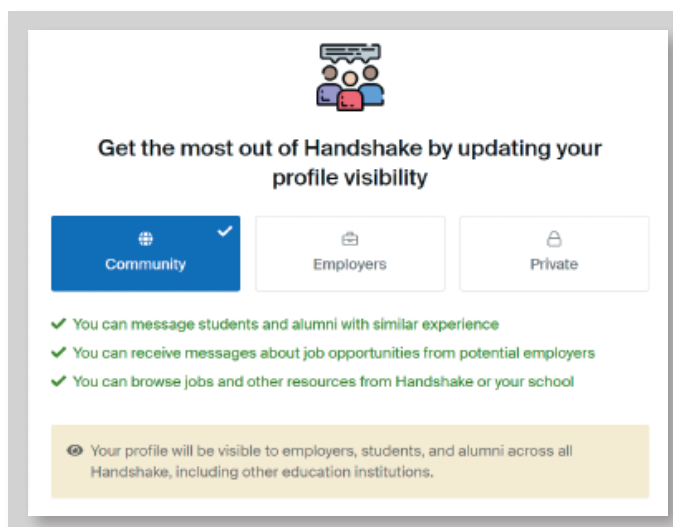 Get the most out of Handshake by updating your
profile visibility
Community
Employers
Private
You can message students and alumni with similar experience
You can receive messages about job opportunities from potential employers
You can browse jobs and other resources from Handshake or your school
Your profile will be visible to employers, students, and alumni across all
Handshake, including other education institutions.